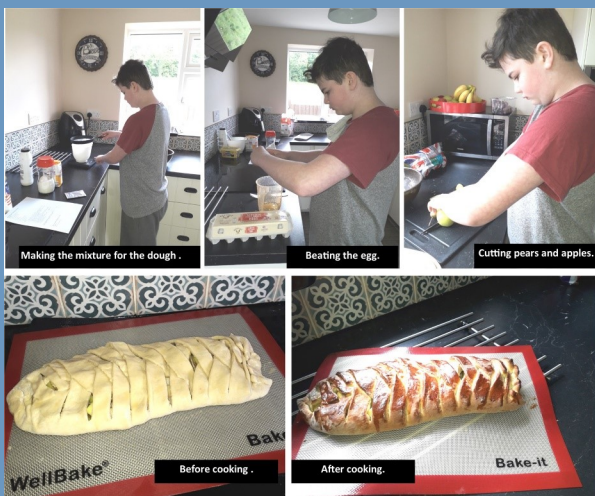 Making the mixture for the dough .
Beating the egg.
Cutting pears and apples.
WellBake®
Bake
Before cooking .
Bake-it
After cooking.